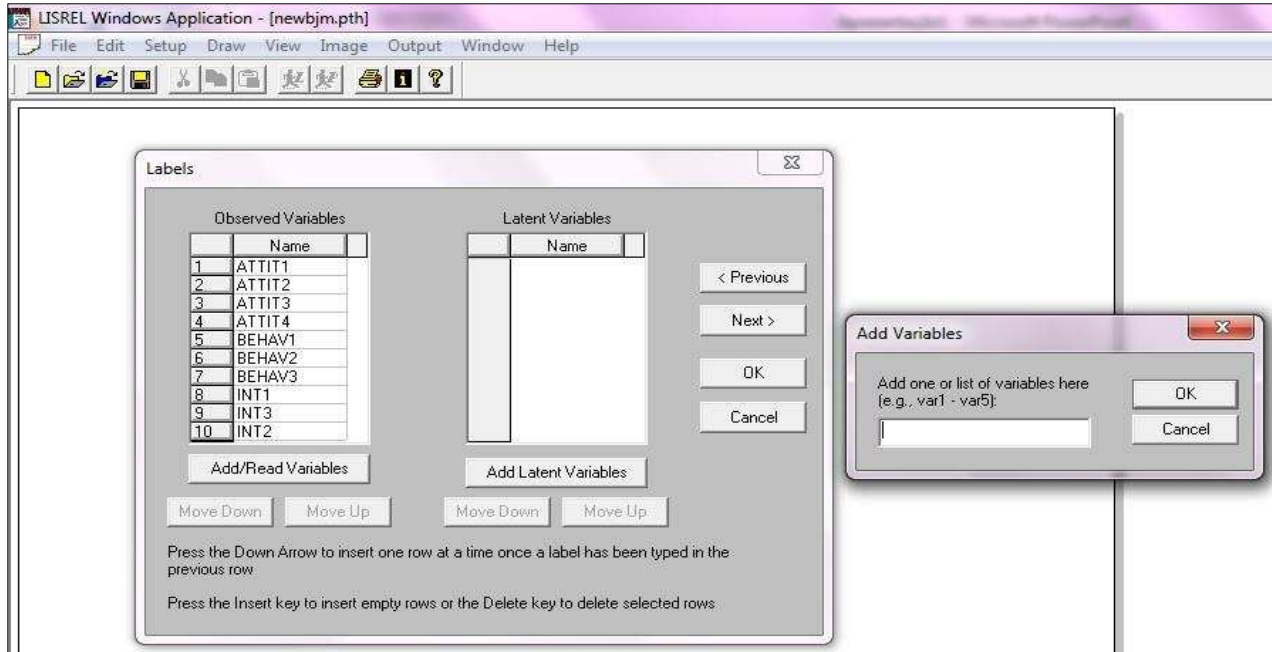 LISREL Windows Application - [newbjm.pth]
File Edit Setup Draw View Image Output Window Help
Labels
Observed Variables
Name
1 ATTIT1
2 ATTIT2
3 ATTIT3
4 ATTIT4
5 BEHAV1
6 BEHAV2
7 BEHAV3
8 INT1
9 INT3
10 INT2
Add/Read Variables
Move Down Move Up
Latent Variables
Name
Add Latent Variables
Move Down Move Up
< Previous
Next >
OK
Cancel
Press the Down Arrow to insert one row at a time once a label has been typed in the
previous row
Press the Insert key to insert empty rows or the Delete key to delete selected rows
Add Variables
Add one or list of variables here
(e.g., var1 - var5):
OK
Cancel